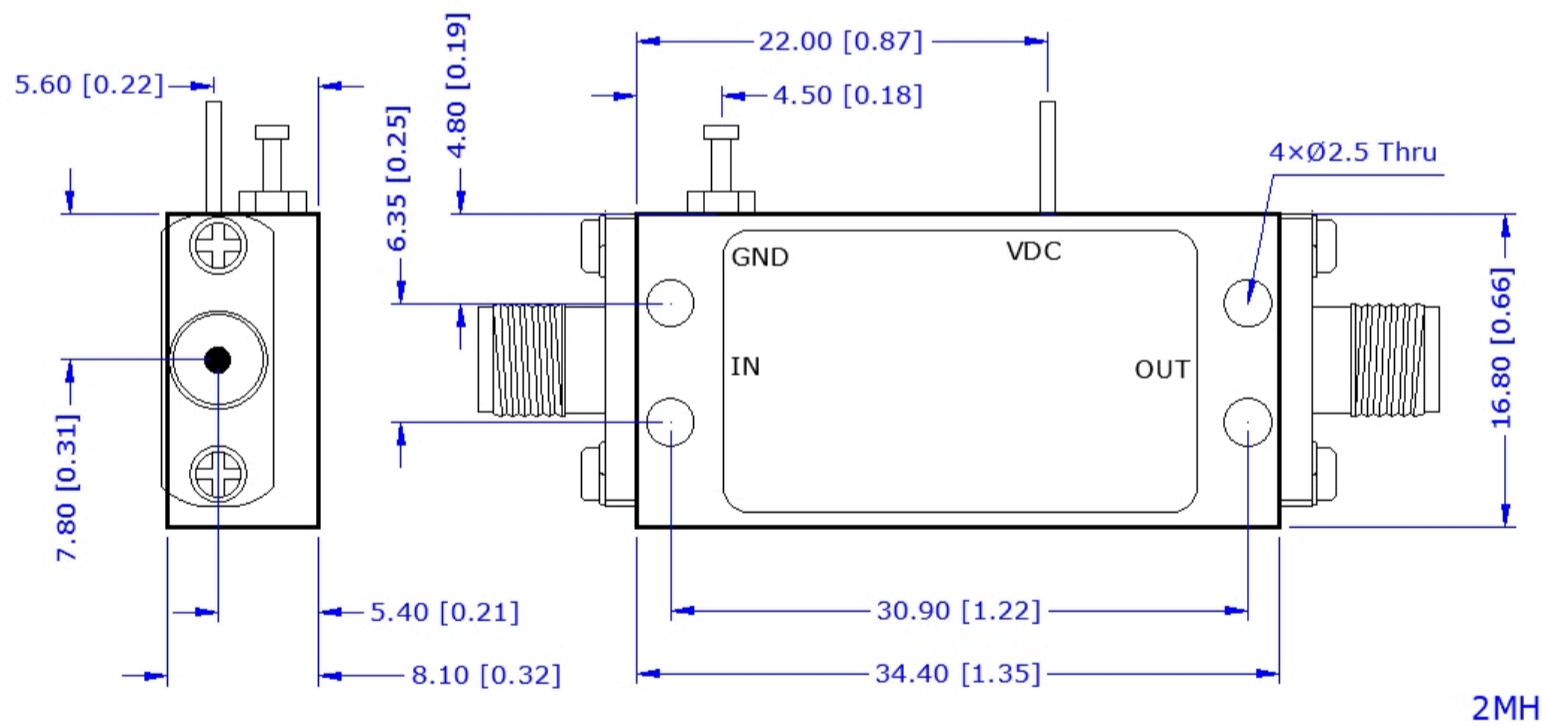 22.00 [0.87]
4.80 [0.19]
5.60 [0.22]
4.50 [0.18]
6.35 [0.25]
4×Ø2.5 Thru
GND
VDC
IN
OUT
16.80 [0.66]
7.80 [0.31]
5.40 [0.21]
30.90 [1.22]
8.10 [0.32]
34.40 [1.35]
2MH